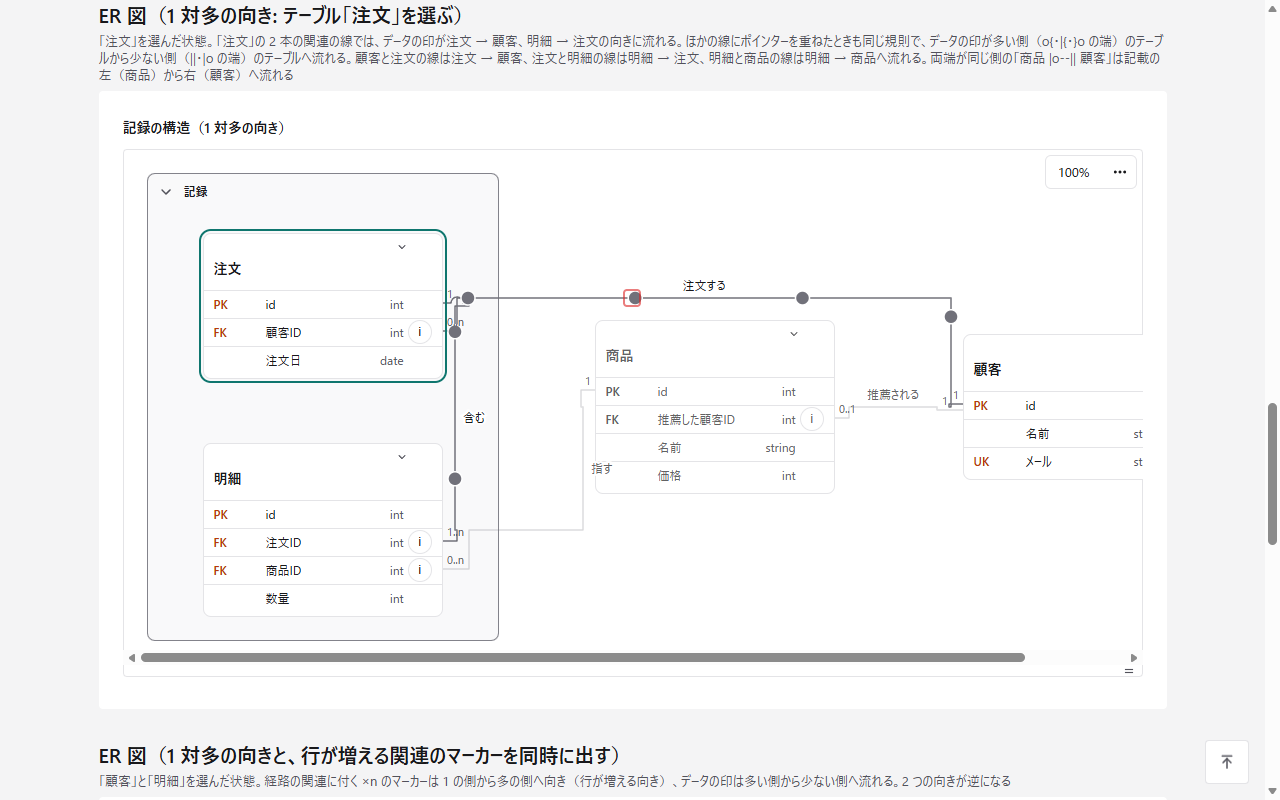 ER 図（1 対多の向き: テーブル「注文」を選ぶ）
「注文」を選んだ状態。「注文」の 2 本の関連の線では、データの印が注文 → 顧客、明細 → 注文の向きに流れる。ほかの線にポインターを重ねたときも同じ規則で、データの印が多い側（o{・|{・}o の端）のテーブ
ルから少ない側（||・|o の端）のテーブルへ流れる。顧客と注文の線は注文 → 顧客、注文と明細の線は明細 → 注文、明細と商品の線は明細 → 商品へ流れる。両端が同じ側の「商品 |o--|| 顧客」は記載の
左（商品）から右（顧客）へ流れる
記録の構造（1 対多の向き）
100%
記録
注文
PK id int
FK 顧客ID int i
注文日 date
1
0..n
注文する
含む
商品
PK id int
FK 推薦した顧客ID int i
名前 string
価格 int
1
指す
推薦される
0..1
1
1
顧客
PK id
名前 st
UK メール st
明細
PK id int
FK 注文ID int i
FK 商品ID int i
数量 int
1..n
0..n
ER 図（1 対多の向きと、行が増える関連のマーカーを同時に出す）
「顧客」と「明細」を選んだ状態。経路の関連に付く ×n のマーカーは 1 の側から多の側へ向き（行が増える向き）、データの印は多い側から少ない側へ流れる。2 つの向きが逆になる